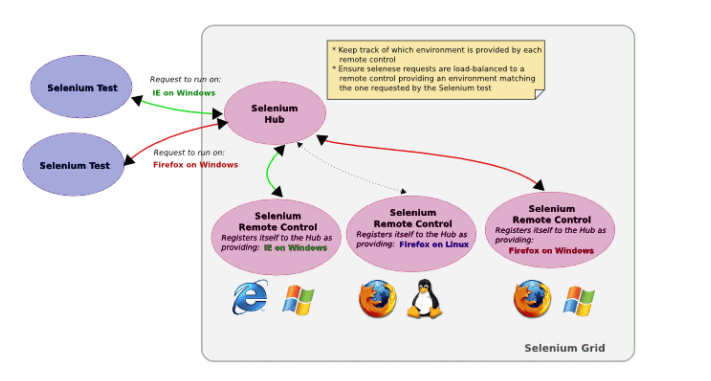 * Keep track of which environment is provided by each
remote control
* Ensure selenese requests are load-balanced to a
remote control providing an environment matching
the one requested by the Selenium test
Selenium Test
Request to run on:
IE on Windows
Selenium
Hub
Selenium Test
Request to run on:
Firefox on Windows
Selenium
Remote Control
Registers itself to the Hub as
providing: IE on Windows
Selenium
Remote Control
Registers itself to the Hub as
providing: Firefox on Linux
Selenium
Remote Control
Registers itself to the Hub as
providing:
Firefox on Windows
Selenium Grid